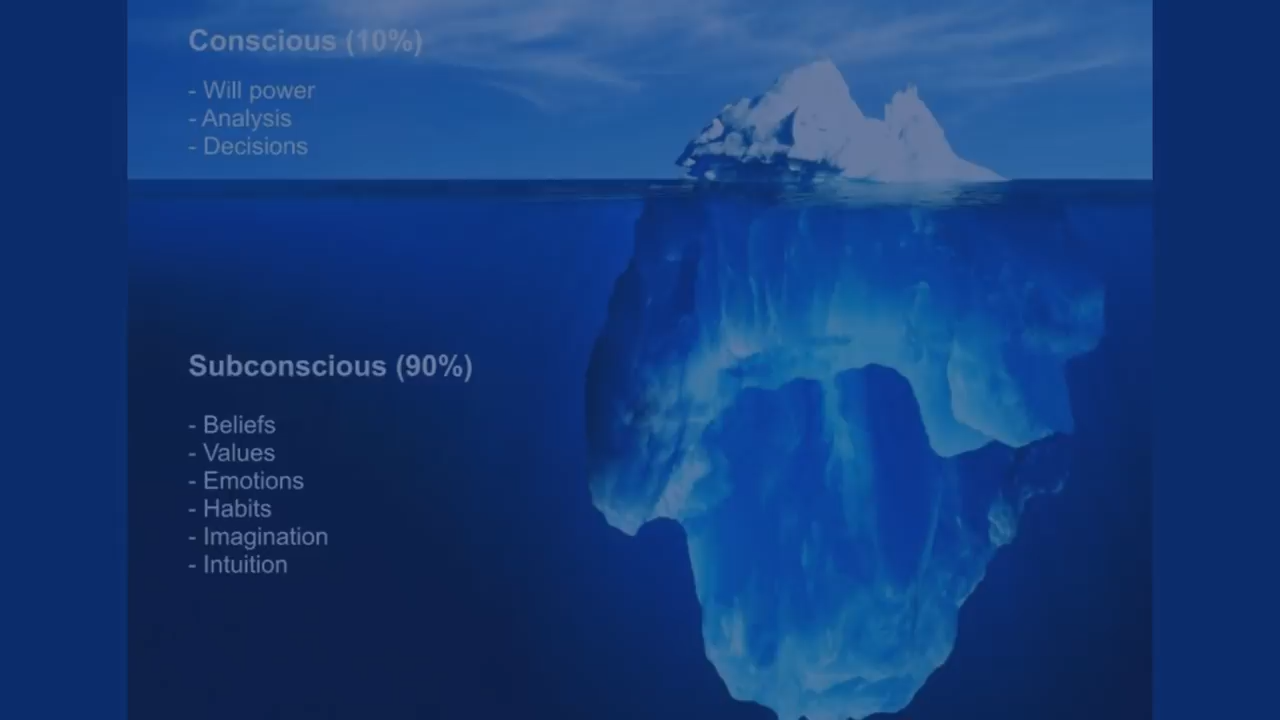 Conscious (10%)
- Will power
- Analysis
- Decisions
Subconscious (90%)
- Beliefs
- Values
- Emotions
- Habits
- Imagination
- Intuition